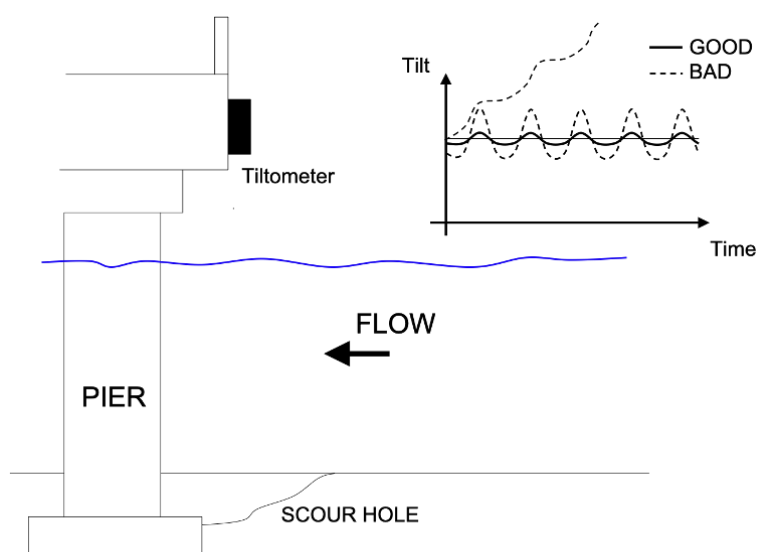 GOOD
BAD
Tilt
Tiltometer
Time
FLOW
PIER
SCOUR HOLE